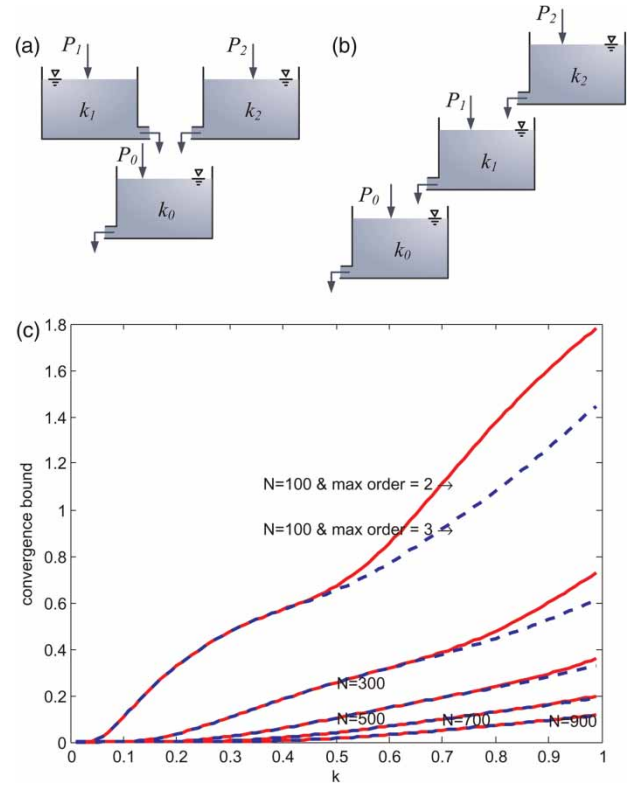 (a)
P1
P2
k1
k2
P0
k0
(b)
P2
k2
P1
k1
P0
k0
(c)
1.8
1.6
1.4
1.2
1
0.8
0.6
0.4
0.2
0
convergence bound
N=100 & max order = 2 →
N=100 & max order = 3 →
N=300
N=500
N=700
N=900
0 0.1 0.2 0.3 0.4 0.5 0.6 0.7 0.8 0.9 1
k